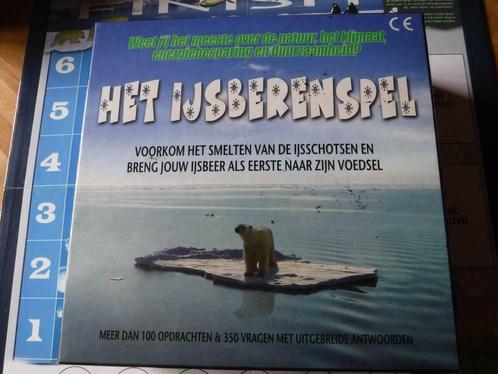 FINISH
CE
Weet jij het meeste over de natuur, het klimaat,
energiebesparing en duurzaamheid?
HET IJSBERENSPEL
VOORKOM HET SMELTEN VAN DE IJSSCHOTSEN EN
BRENG JOUW IJSBEER ALS EERSTE NAAR ZIJN VOEDSEL
MEER DAN 100 OPDRACHTEN & 350 VRAGEN MET UITGEBREIDE ANTWOORDEN
6
5
4
3
2
1